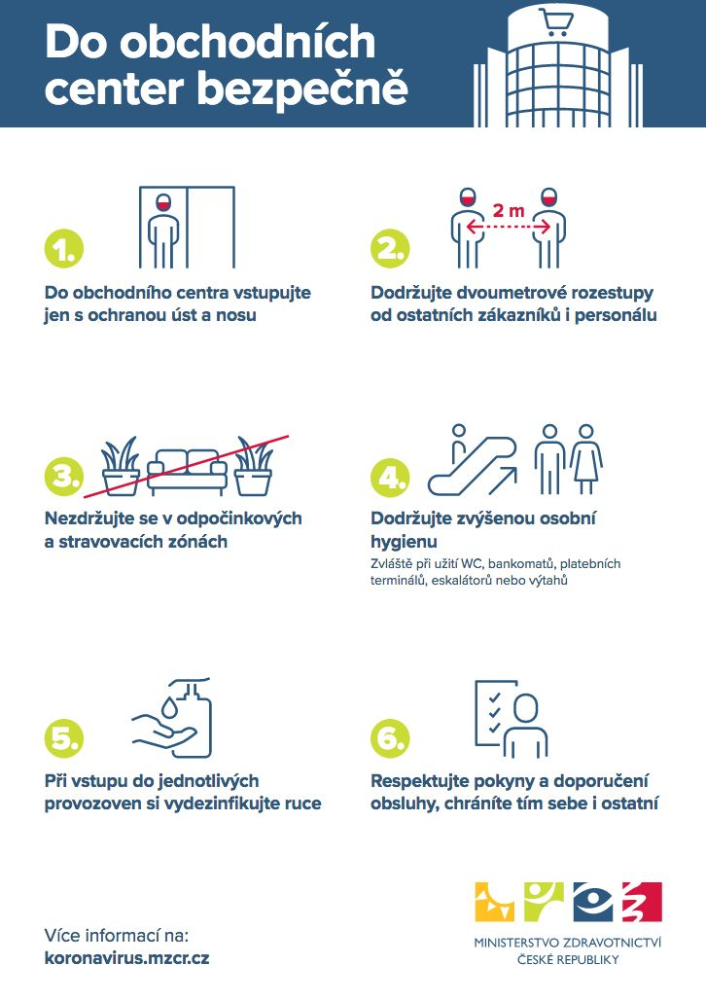 Do obchodních
center bezpečně
1.
Do obchodního centra vstupujte
jen s ochranou úst a nosu
2 m
2.
Dodržujte dvoumetrové rozestupy
od ostatních zákazníků i personálu
3.
Nezdržujte se v odpočinkových
a stravovacích zónách
4.
Dodržujte zvýšenou osobní
hygienu
Zvláště při užití WC, bankomatů, platebních
terminálů, eskalátorů nebo výtahů
5.
Při vstupu do jednotlivých
provozoven si vydezinfikujte ruce
6.
Respektujte pokyny a doporučení
obsluhy, chráníte tím sebe i ostatní
Více informací na:
koronavirus.mzcr.cz
MINISTERSTVO ZDRAVOTNICTVÍ
ČESKÉ REPUBLIKY